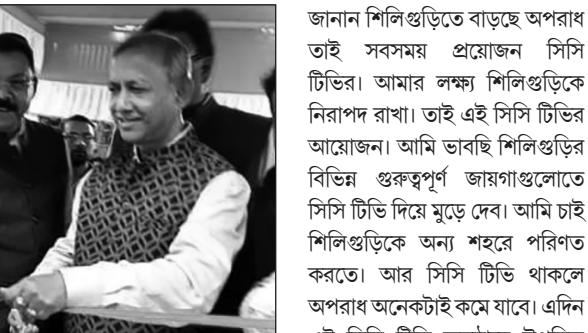 জানান শিলিগুড়িতে বাড়ছে অপরাধ
তাই সবসময় প্রয়োজন সিসি
টিভির। আমার লক্ষ্য শিলিগুড়িকে
নিরাপদ রাখা। তাই এই সিসি টিভির
আয়োজন। আমি ভাবছি শিলিগুড়ির
বিভিন্ন গুরুত্বপূর্ণ জায়গাগুলোতে
সিসি টিভি দিয়ে মুড়ে দেব। আমি চাই
শিলিগুড়িকে অন্য শহরে পরিণত
করতে। আর সিসি টিভি থাকলে
অপরাধ অনেকটাই কমে যাবে। এদিন